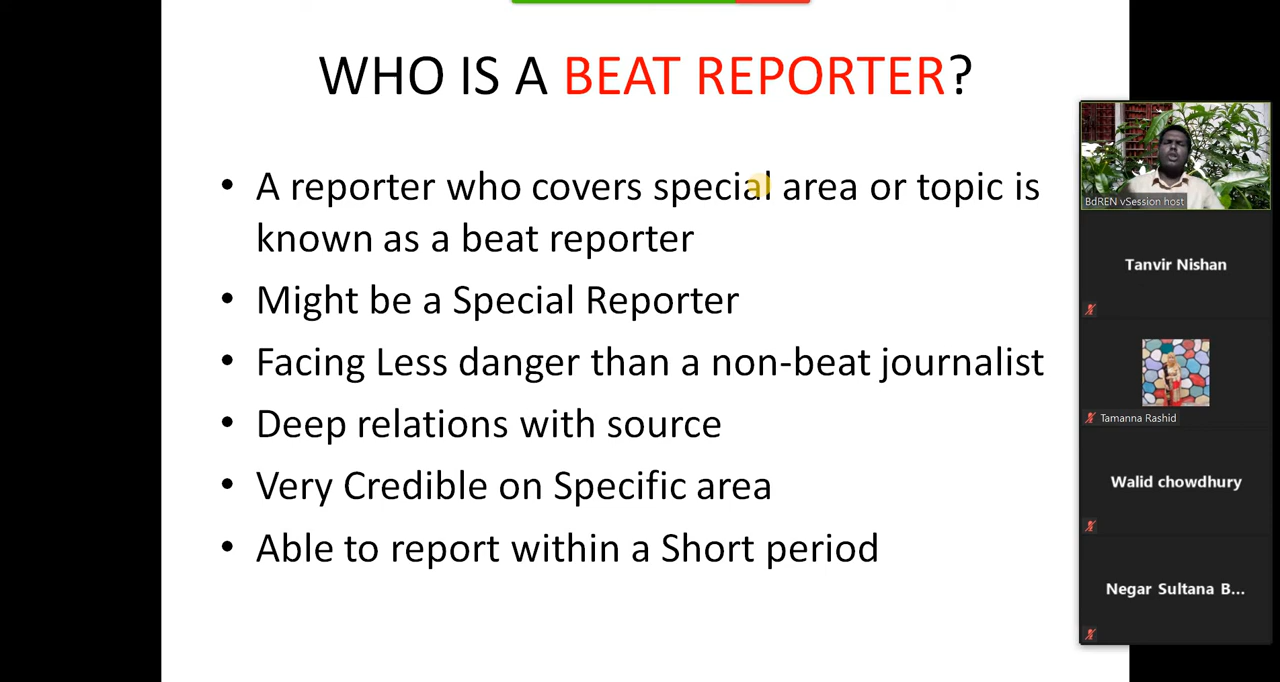 WHO IS A BEAT REPORTER?
• A reporter who covers special area or topic is
known as a beat reporter
• Might be a Special Reporter
• Facing Less danger than a non-beat journalist
• Deep relations with source
• Very Credible on Specific area
• Able to report within a Short period
BdREN vSession host
Tanvir Nishan
Tamanna Rashid
Walid chowdhury
Negar Sultana B...